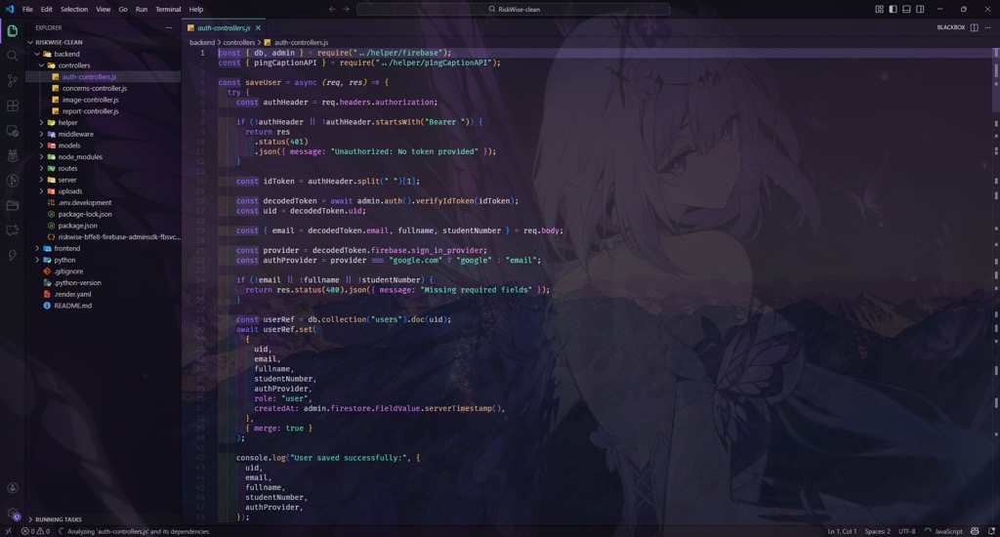 File Edit Selection View Go Run Terminal Help
RiskWise-clean
EXPLORER
RISKWISE-CLEAN
backend
controllers
auth-controllers.js
concerns-controller.js
image-controller.js
report-controller.js
helper
middleware
models
node_modules
routes
server
uploads
.env.development
package-lock.json
package.json
riskwise-bffe8-firebase-adminsdk-fbsvc...
frontend
python
.gitignore
.python-version
.render.yaml
README.md
RUNNING TASKS
auth-controllers.js
BLACKBOX
backend > controllers > auth-controllers.js
1 const { db, admin } = require("../helper/firebase");
const { pingCaptionAPI } = require("../helper/pingCaptionAPI");
const saveUser = async (req, res) => {
try {
const authHeader = req.headers.authorization;
if (!authHeader || !authHeader.startsWith("Bearer ")) {
return res
.status(401)
.json({ message: "Unauthorized: No token provided" });
}
const idToken = authHeader.split(" ")[1];
const decodedToken = await admin.auth().verifyIdToken(idToken);
const uid = decodedToken.uid;
const { email = decodedToken.email, fullname, studentNumber } = req.body;
const provider = decodedToken.firebase.sign_in_provider;
const authProvider = provider === "google.com" ? "google" : "email";
if (!email || !fullname || !studentNumber) {
return res.status(400).json({ message: "Missing required fields" });
}
const userRef = db.collection("users").doc(uid);
await userRef.set(
{
uid,
email,
fullname,
studentNumber,
authProvider,
role: "user",
createdAt: admin.firestore.FieldValue.serverTimestamp(),
},
{ merge: true }
);
console.log("User saved successfully:", {
uid,
email,
fullname,
studentNumber,
authProvider,
});
0 0 Analyzing 'auth-controllers.js' and its dependencies
Ln 1, Col 1 Spaces: 2 UTF-8 JavaScript